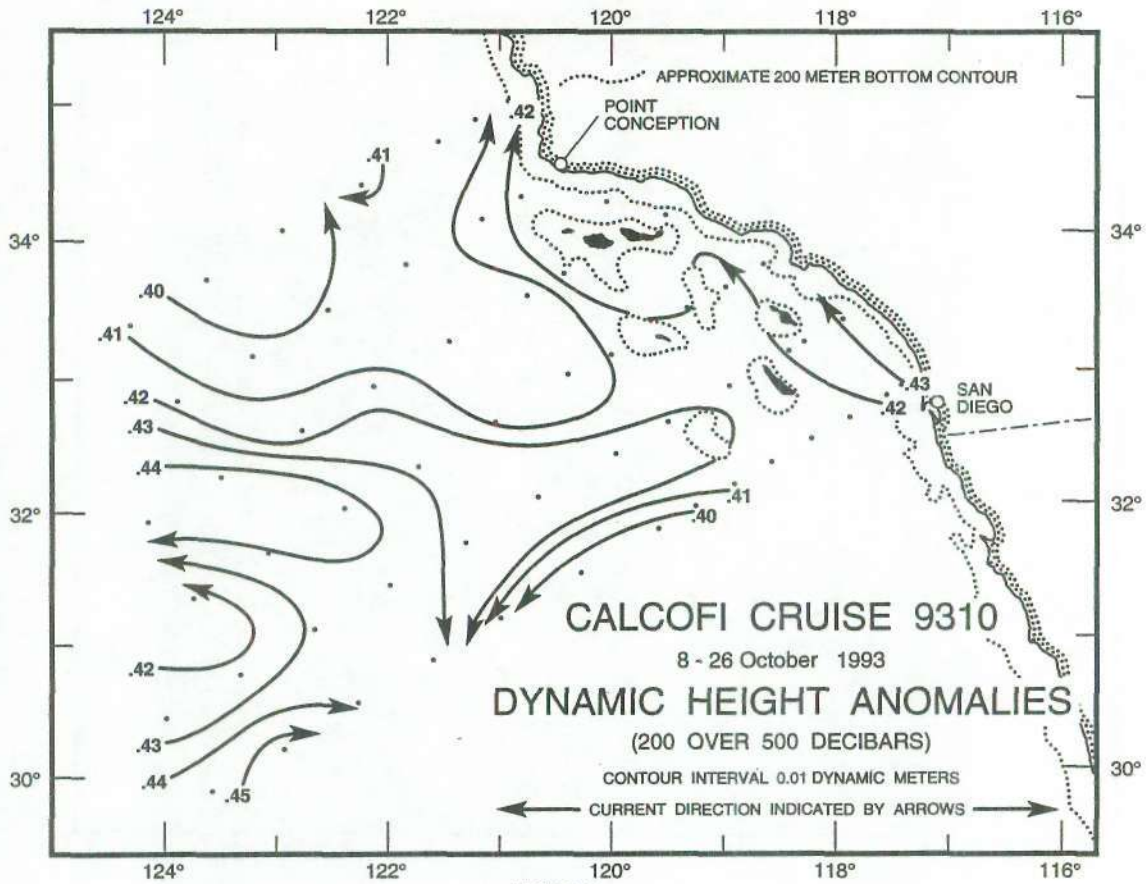 124° 122° 120° 118° 116°
APPROXIMATE 200 METER BOTTOM CONTOUR
.42
POINT
CONCEPTION
.41
34° 34°
.40
.41
.43
SAN
DIEGO
.42
.42
.43
.44
.41
.40
32° 32°
CALCOFI CRUISE 9310
8 - 26 October 1993
.42
DYNAMIC HEIGHT ANOMALIES
(200 OVER 500 DECIBARS)
.43
.44
.45
30° 30°
CONTOUR INTERVAL 0.01 DYNAMIC METERS
CURRENT DIRECTION INDICATED BY ARROWS
124° 122° 120° 118° 116°